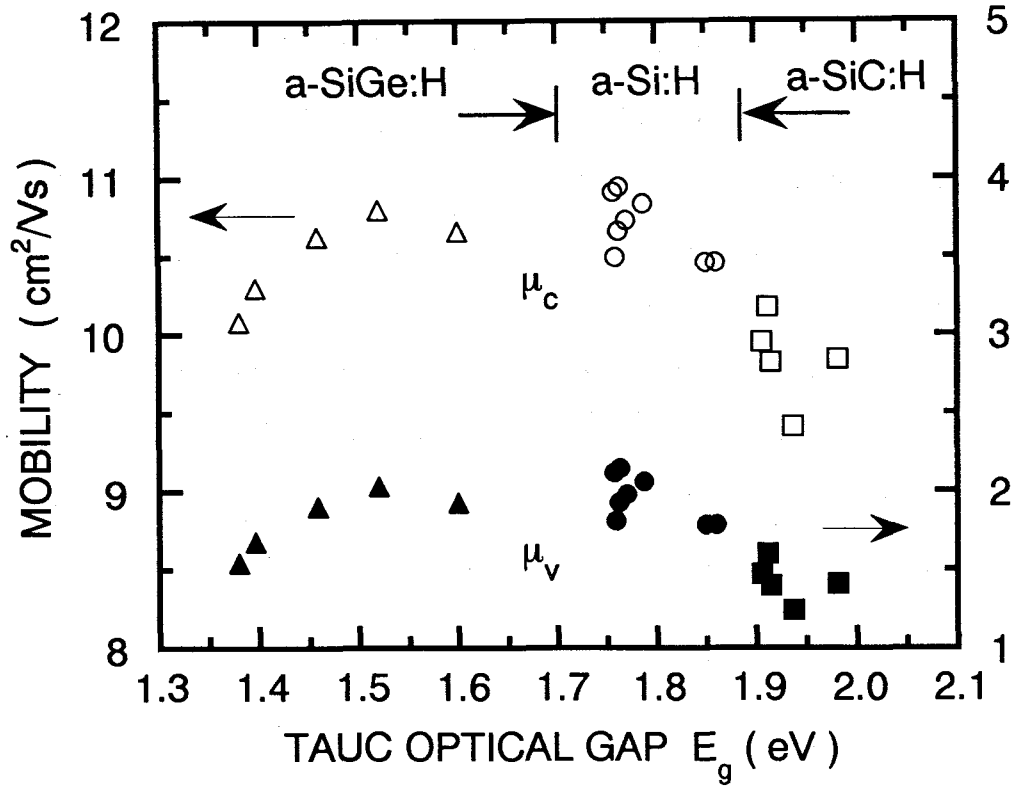 12
11
10
9
8
5
4
3
2
1
a-SiGe:H
a-Si:H
a-SiC:H
μc
μv
MOBILITY ( cm²/Vs)
1.3 1.4 1.5 1.6 1.7 1.8 1.9 2.0 2.1
TAUC OPTICAL GAP Eg ( eV )